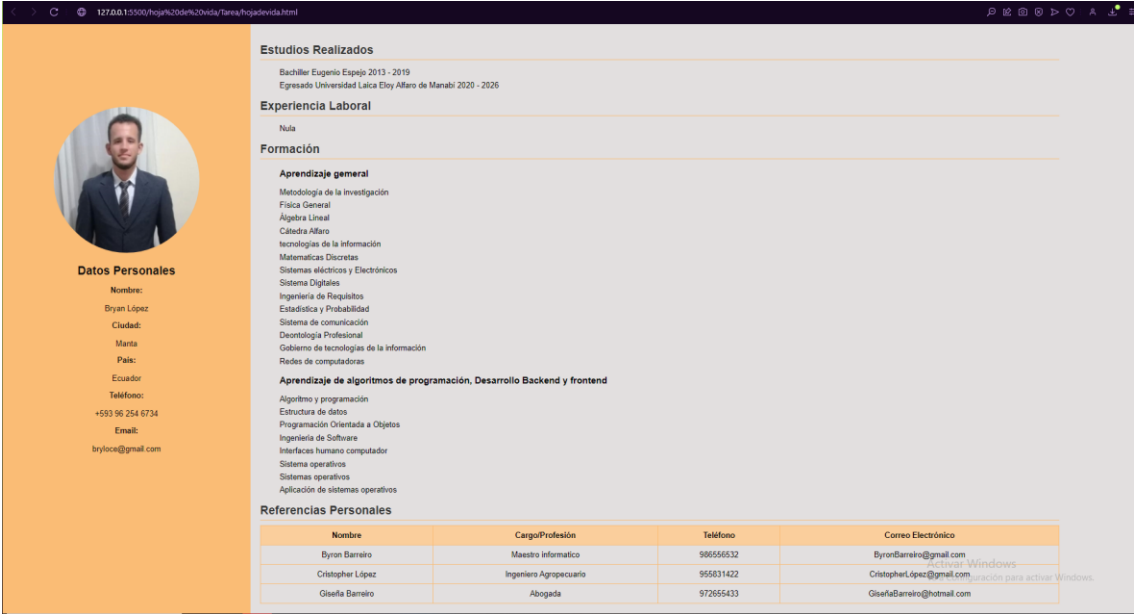 127.0.0.1:5500/hoja%20de%20vida/Tarea/hojadevida.html
Datos Personales
Nombre:
Bryan López
Ciudad:
Manta
País:
Ecuador
Teléfono:
+593 96 254 6734
Email:
bryloce@gmail.com
Estudios Realizados
Bachiller Eugenio Espejo 2013 - 2019
Egresado Universidad Laica Eloy Alfaro de Manabí 2020 - 2026
Experiencia Laboral
Nula
Formación
Aprendizaje gemeral
Metodología de la investigación
Física General
Álgebra Lineal
Cátedra Alfaro
tecnologías de la información
Matematicas Discretas
Sistemas eléctricos y Electrónicos
Sistema Digitales
Ingeniería de Requisitos
Estadística y Probabilidad
Sistema de comunicación
Deontología Profesional
Gobierno de tecnologías de la información
Redes de computadoras
Aprendizaje de algoritmos de programación, Desarrollo Backend y frontend
Algoritmo y programación
Estructura de datos
Programación Orientada a Objetos
Ingeniería de Software
Interfaces humano computador
Sistema operativos
Sistemas operativos
Aplicación de sistemas operativos
Referencias Personales
Nombre Cargo/Profesión Teléfono Correo Electrónico
Byron Barreiro Maestro informatico 986556532 ByronBarreiro@gmail.com
Cristopher López Ingeniero Agropecuario 955831422 CristopherLópez@gmail.com
Giseña Barreiro Abogada 972655433 GiseñaBarreiro@hotmail.com
Activar Windows
configuración para activar Windows.